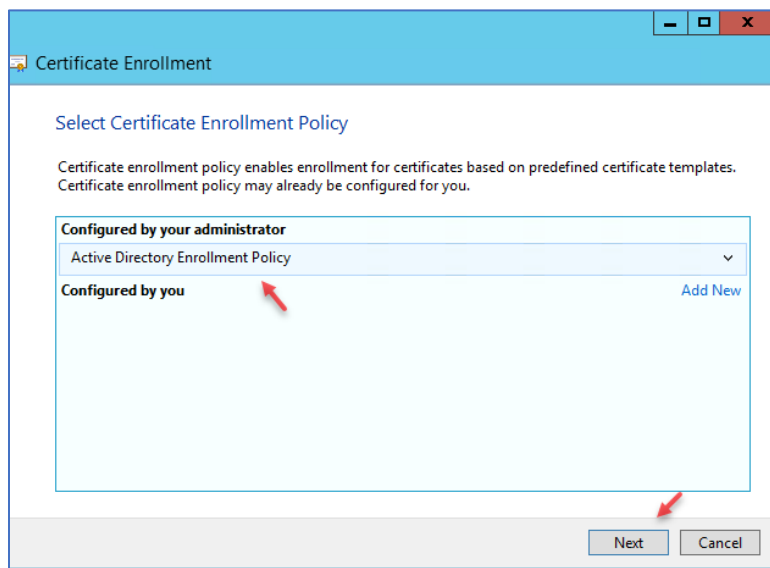 Certificate Enrollment
Select Certificate Enrollment Policy
Certificate enrollment policy enables enrollment for certificates based on predefined certificate templates.
Certificate enrollment policy may already be configured for you.
Configured by your administrator
Active Directory Enrollment Policy
Configured by you Add New
Next Cancel